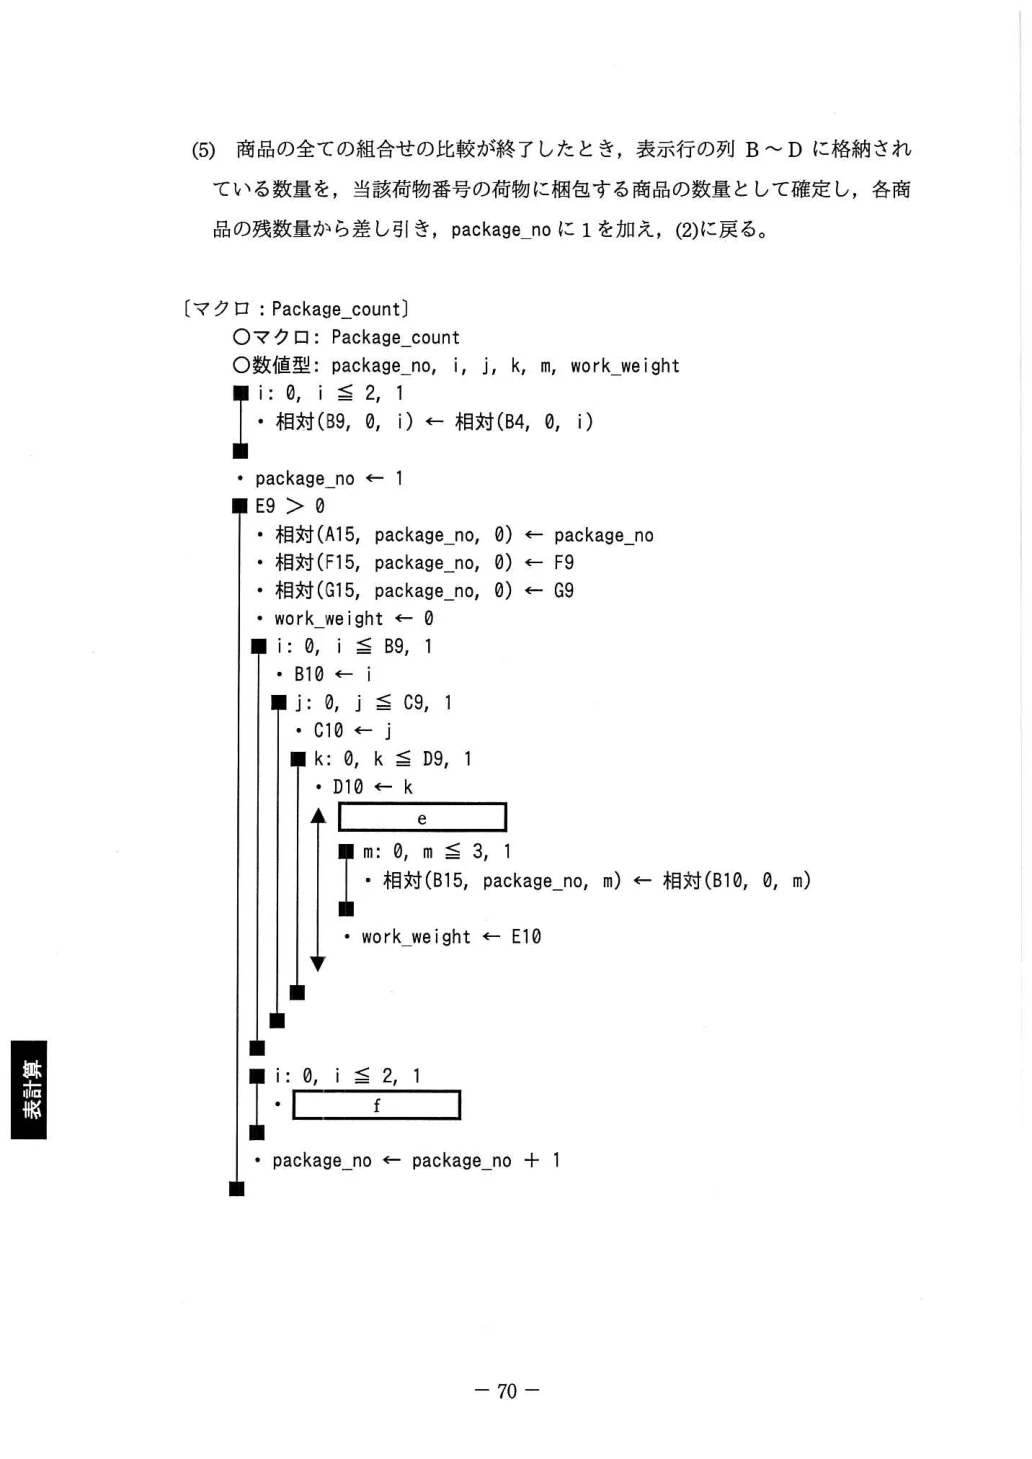 (5) 商品の全ての組合せの比較が終了したとき，表示行の列 B～D に格納され
ている数量を，当該荷物番号の荷物に梱包する商品の数量として確定し，各商
品の残数量から差し引き，package_no に 1 を加え，(2)に戻る。
〔マクロ：Package_count〕
○マクロ: Package_count
○数値型: package_no, i, j, k, m, work_weight
■ i: 0, i ≦ 2, 1
・相対(B9, 0, i) ← 相対(B4, 0, i)
■
・package_no ← 1
■ E9 ＞ 0
・相対(A15, package_no, 0) ← package_no
・相対(F15, package_no, 0) ← F9
・相対(G15, package_no, 0) ← G9
・work_weight ← 0
■ i: 0, i ≦ B9, 1
・B10 ← i
■ j: 0, j ≦ C9, 1
・C10 ← j
■ k: 0, k ≦ D9, 1
・D10 ← k
▲ e
■ m: 0, m ≦ 3, 1
・相対(B15, package_no, m) ← 相対(B10, 0, m)
■
・work_weight ← E10
▼
■
■
■
■ i: 0, i ≦ 2, 1
・f
■
・package_no ← package_no ＋ 1
■
表計算
－ 70 －